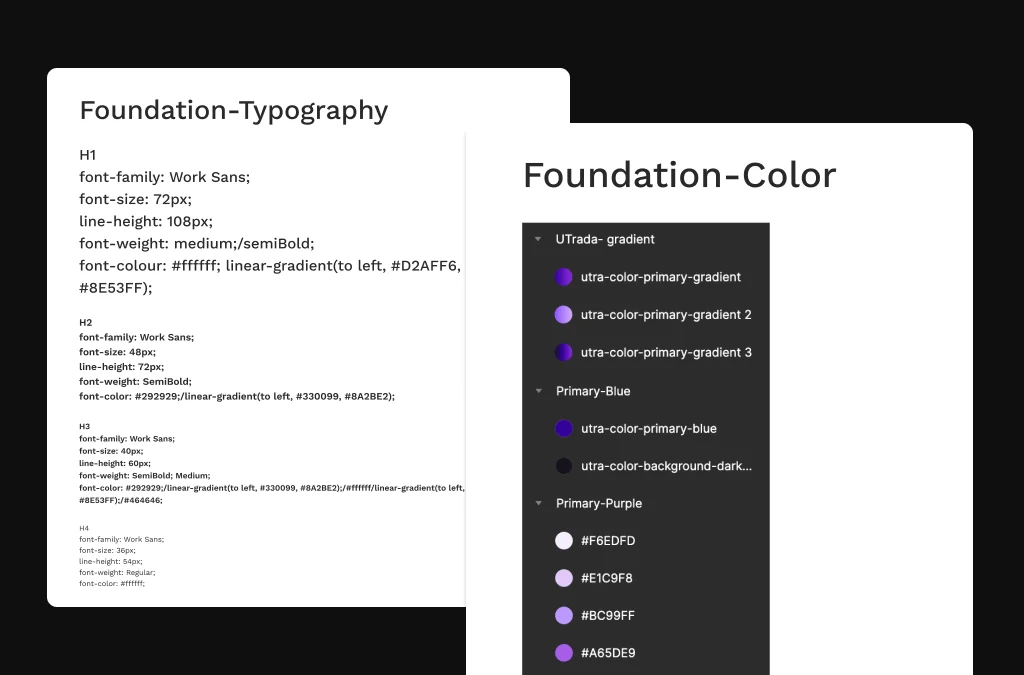 Foundation-Typography
H1
font-family: Work Sans;
font-size: 72px;
line-height: 108px;
font-weight: medium;/semiBold;
font-colour: #ffffff; linear-gradient(to left, #D2AFF6,
#8E53FF);
H2
font-family: Work Sans;
font-size: 48px;
line-height: 72px;
font-weight: SemiBold;
font-color: #292929;/linear-gradient(to left, #330099, #8A2BE2);
H3
font-family: Work Sans;
font-size: 40px;
line-height: 60px;
font-weight: SemiBold; Medium;
font-color: #292929;/linear-gradient(to left, #330099, #8A2BE2);/#ffffff/linear-gradient(to left,
#8E53FF);/#464646;
H4
font-family: Work Sans;
font-size: 36px;
line-height: 54px;
font-weight: Regular;
font-color: #ffffff;
Foundation-Color
UTrada- gradient
utra-color-primary-gradient
utra-color-primary-gradient 2
utra-color-primary-gradient 3
Primary-Blue
utra-color-primary-blue
utra-color-background-dark...
Primary-Purple
#F6EDFD
#E1C9F8
#BC99FF
#A65DE9